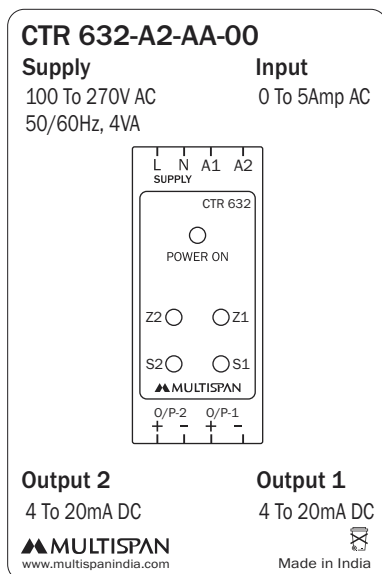 CTR 632-A2-AA-00
Supply Input
100 To 270V AC 0 To 5Amp AC
50/60Hz, 4VA
L N A1 A2
SUPPLY
CTR 632
POWER ON
Z2 Z1
S2 S1
MULTISPAN
O/P-2 O/P-1
+ - + -
Output 2 Output 1
4 To 20mA DC 4 To 20mA DC
MULTISPAN
www.multispanindia.com Made in India